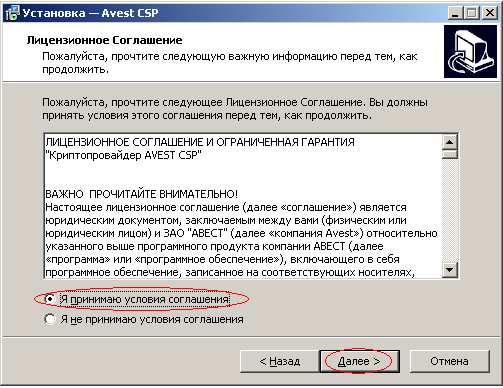 Установка — Avest CSP
Лицензионное Соглашение
Пожалуйста, прочтите следующую важную информацию перед тем, как
продолжить.
Пожалуйста, прочтите следующее Лицензионное Соглашение. Вы должны
принять условия этого соглашения перед тем, как продолжить.
ЛИЦЕНЗИОННОЕ СОГЛАШЕНИЕ И ОГРАНИЧЕННАЯ ГАРАНТИЯ
"Криптопровайдер AVEST CSP"
ВАЖНО  ПРОЧИТАЙТЕ ВНИМАТЕЛЬНО!
Настоящее лицензионное соглашение (далее «соглашение») является
юридическим документом, заключаемым между вами (физическим или
юридическим лицом) и ЗАО "АВЕСТ" (далее «компания Avest») относительно
указанного выше программного продукта компании АВЕСТ (далее
«программа» или «программное обеспечение»), включающего в себя
программное обеспечение, записанное на соответствующих носителях,
Я принимаю условия соглашения
Я не принимаю условия соглашения
< Назад
Далее >
Отмена